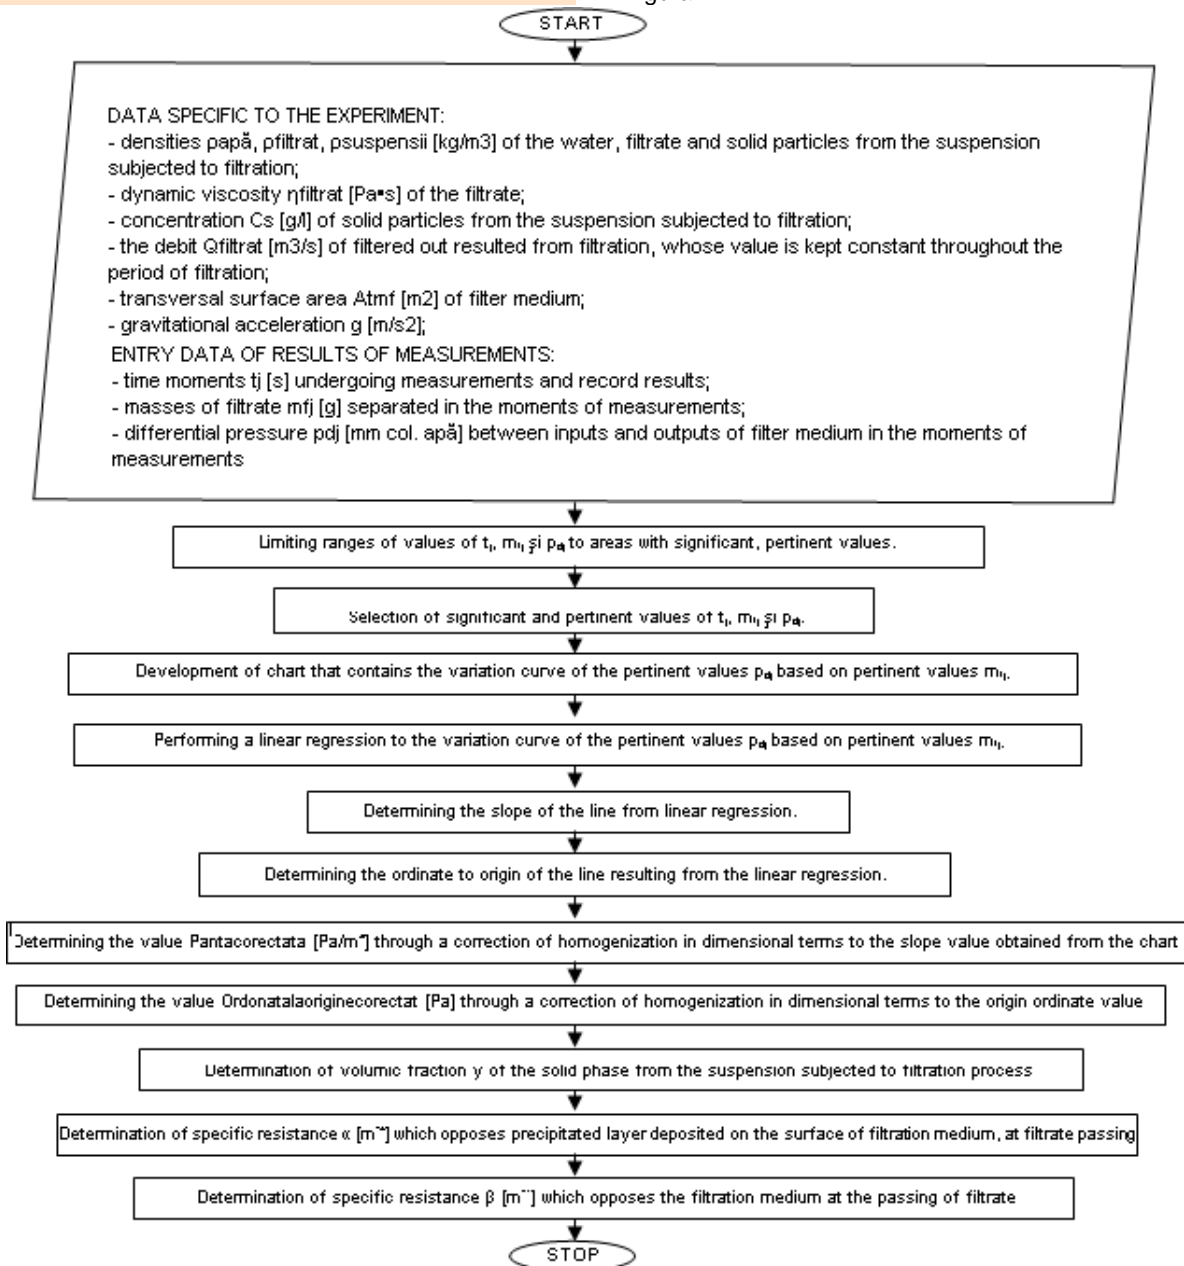 START
DATA SPECIFIC TO THE EXPERIMENT:
- densities ρapă, ρfiltrat, ρsuspensii [kg/m3] of the water, filtrate and solid particles from the suspension
subjected to filtration;
- dynamic viscosity ηfiltrat [Pa•s] of the filtrate;
- concentration Cs [g/l] of solid particles from the suspension subjected to filtration;
- the debit Qfiltrat [m3/s] of filtered out resulted from filtration, whose value is kept constant throughout the
period of filtration;
- transversal surface area Atmf [m2] of filter medium;
- gravitational acceleration g [m/s2];
ENTRY DATA OF RESULTS OF MEASUREMENTS:
- time moments tj [s] undergoing measurements and record results;
- masses of filtrate mfj [g] separated in the moments of measurements;
- differential pressure pdj [mm col. apă] between inputs and outputs of filter medium in the moments of
measurements
Limiting ranges of values of tj, mfj și pdj to areas with significant, pertinent values.
Selection of significant and pertinent values of tj, mfj și pdj.
Development of chart that contains the variation curve of the pertinent values pdj based on pertinent values mfj.
Performing a linear regression to the variation curve of the pertinent values pdj based on pertinent values mfj.
Determining the slope of the line from linear regression.
Determining the ordinate to origin of the line resulting from the linear regression.
Determining the value Pantacorectata through a correction of homogenization in dimensional terms to the slope value obtained from the chart
Determining the value Ordonatalaoriginecorectat [Pa] through a correction of homogenization in dimensional terms to the origin ordinate value
Determination of volumic fraction y of the solid phase from the suspension subjected to filtration process
Determination of specific resistance α which opposes precipitated layer deposited on the surface of filtration medium, at filtrate passing
Determination of specific resistance β which opposes the filtration medium at the passing of filtrate
STOP